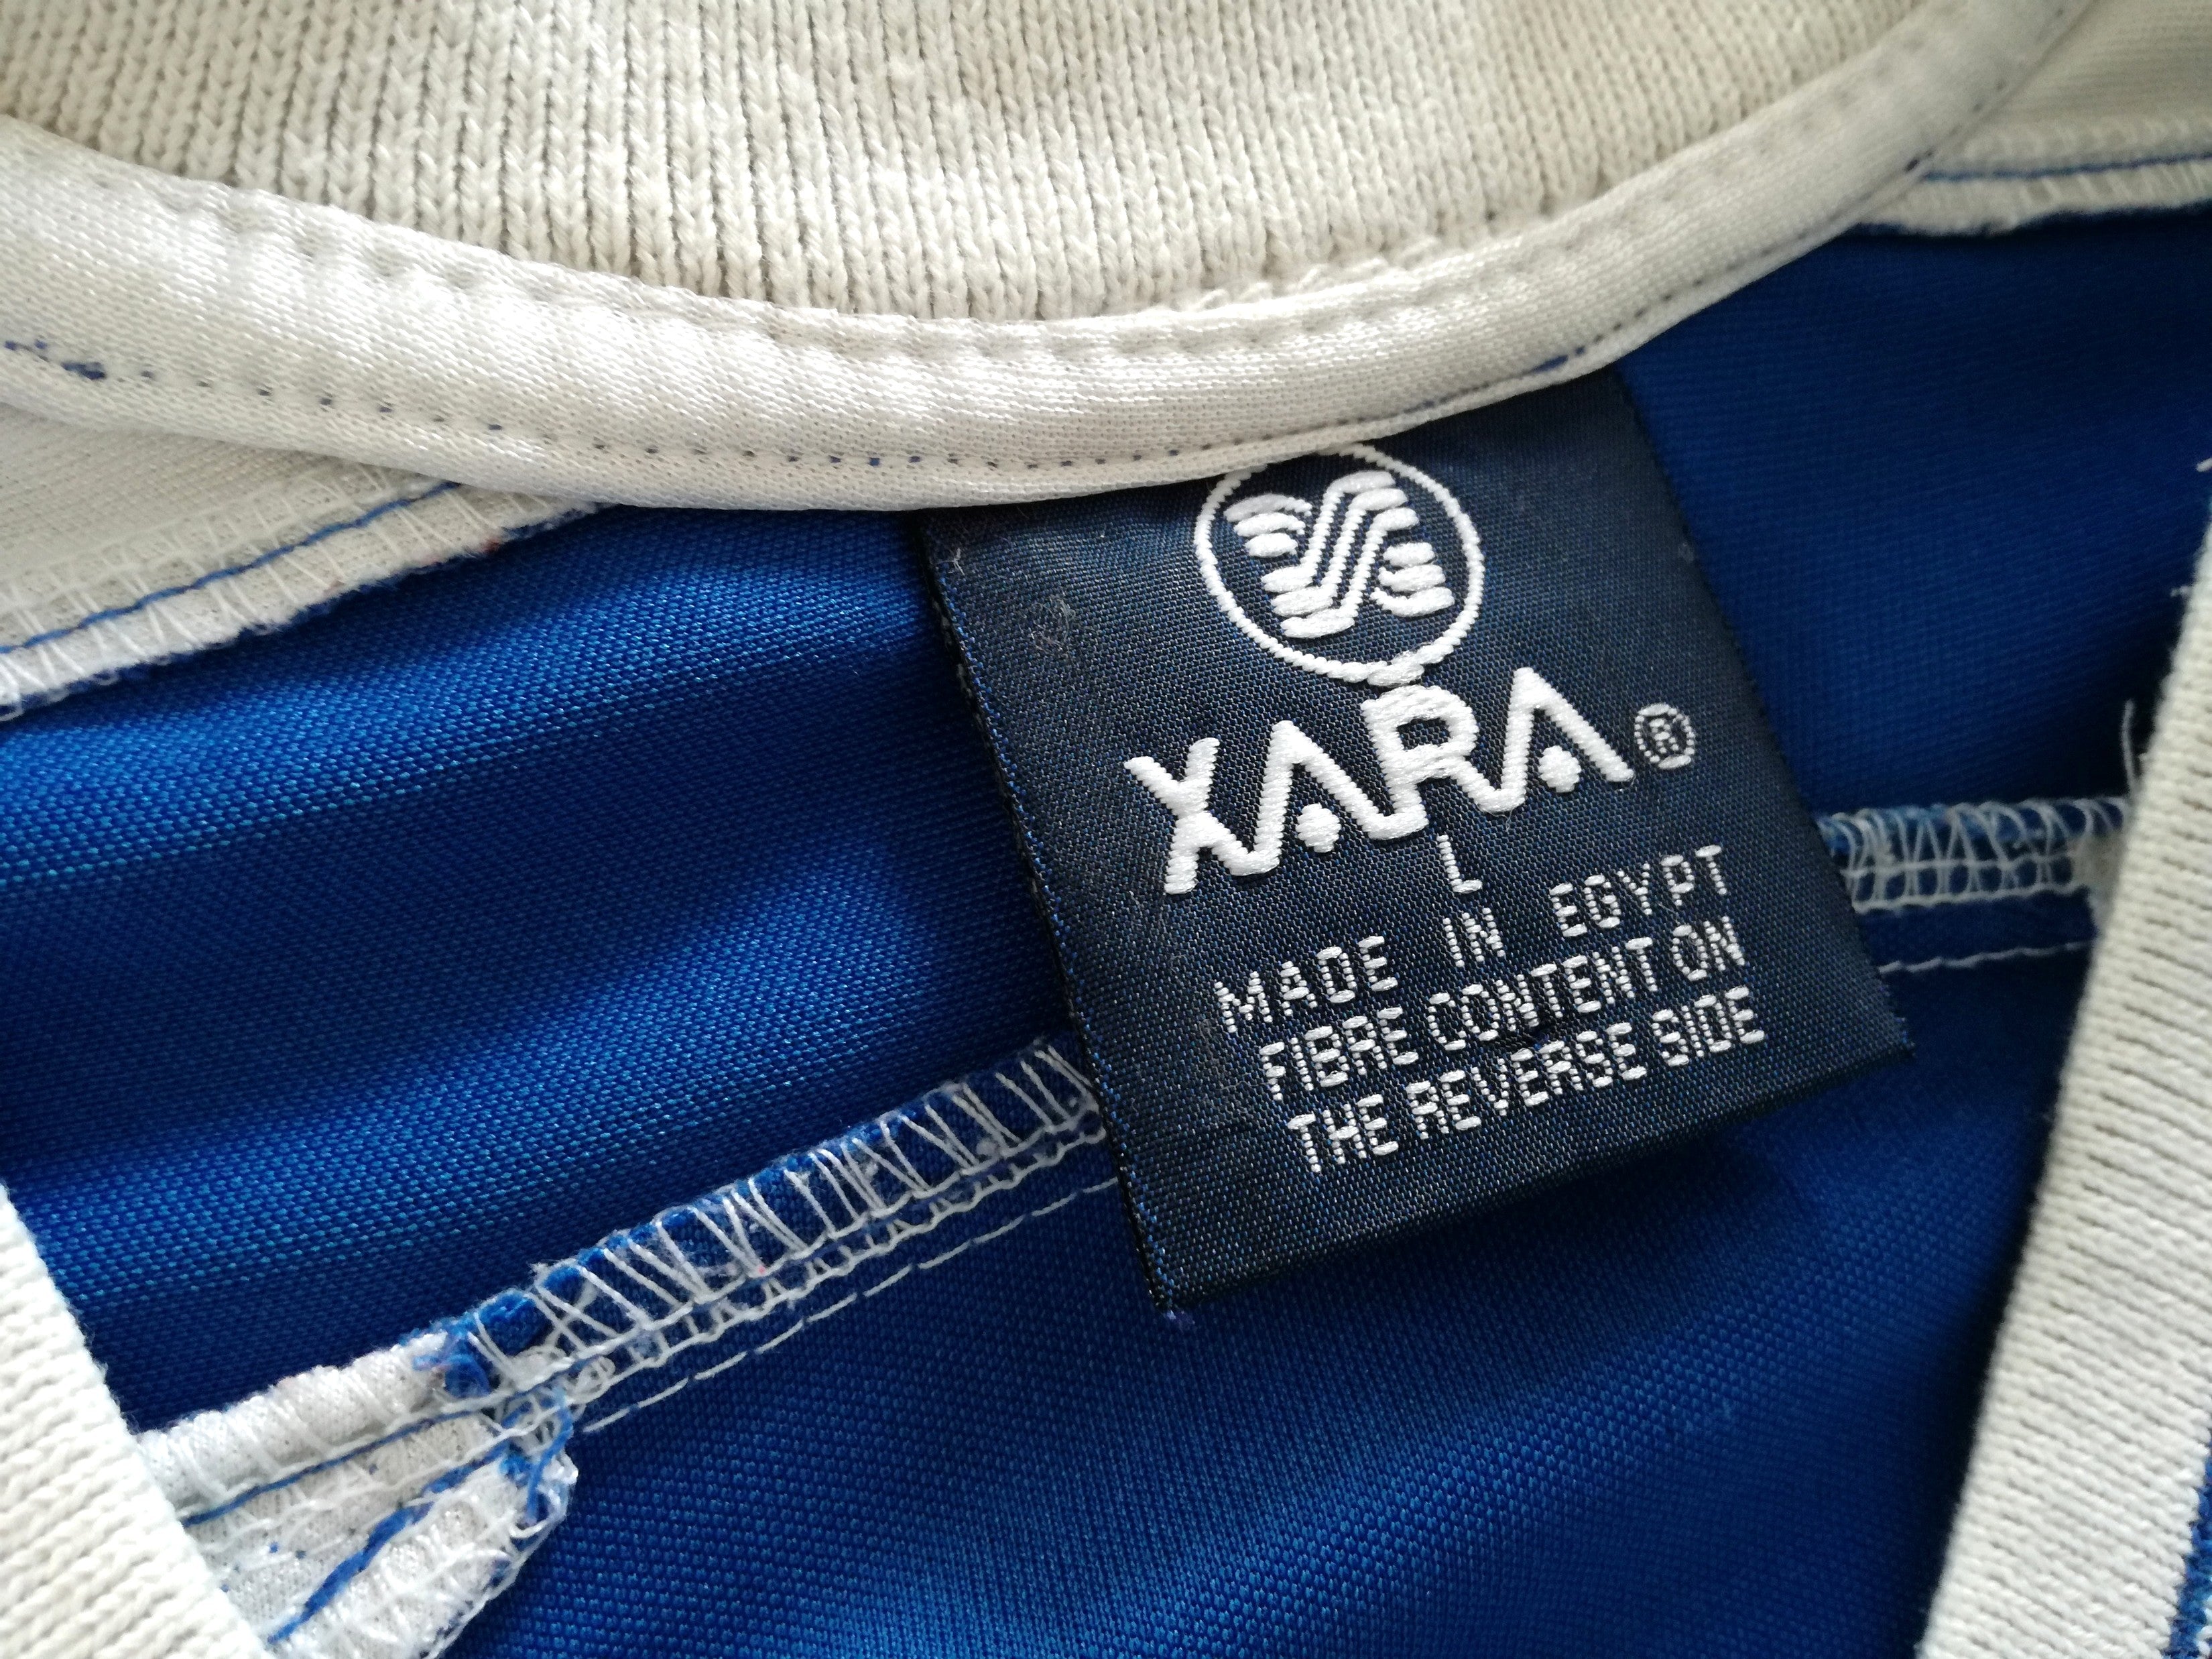 XARA®
L
MADE IN EGYPT
FIBRE CONTENT ON
THE REVERSE SIDE